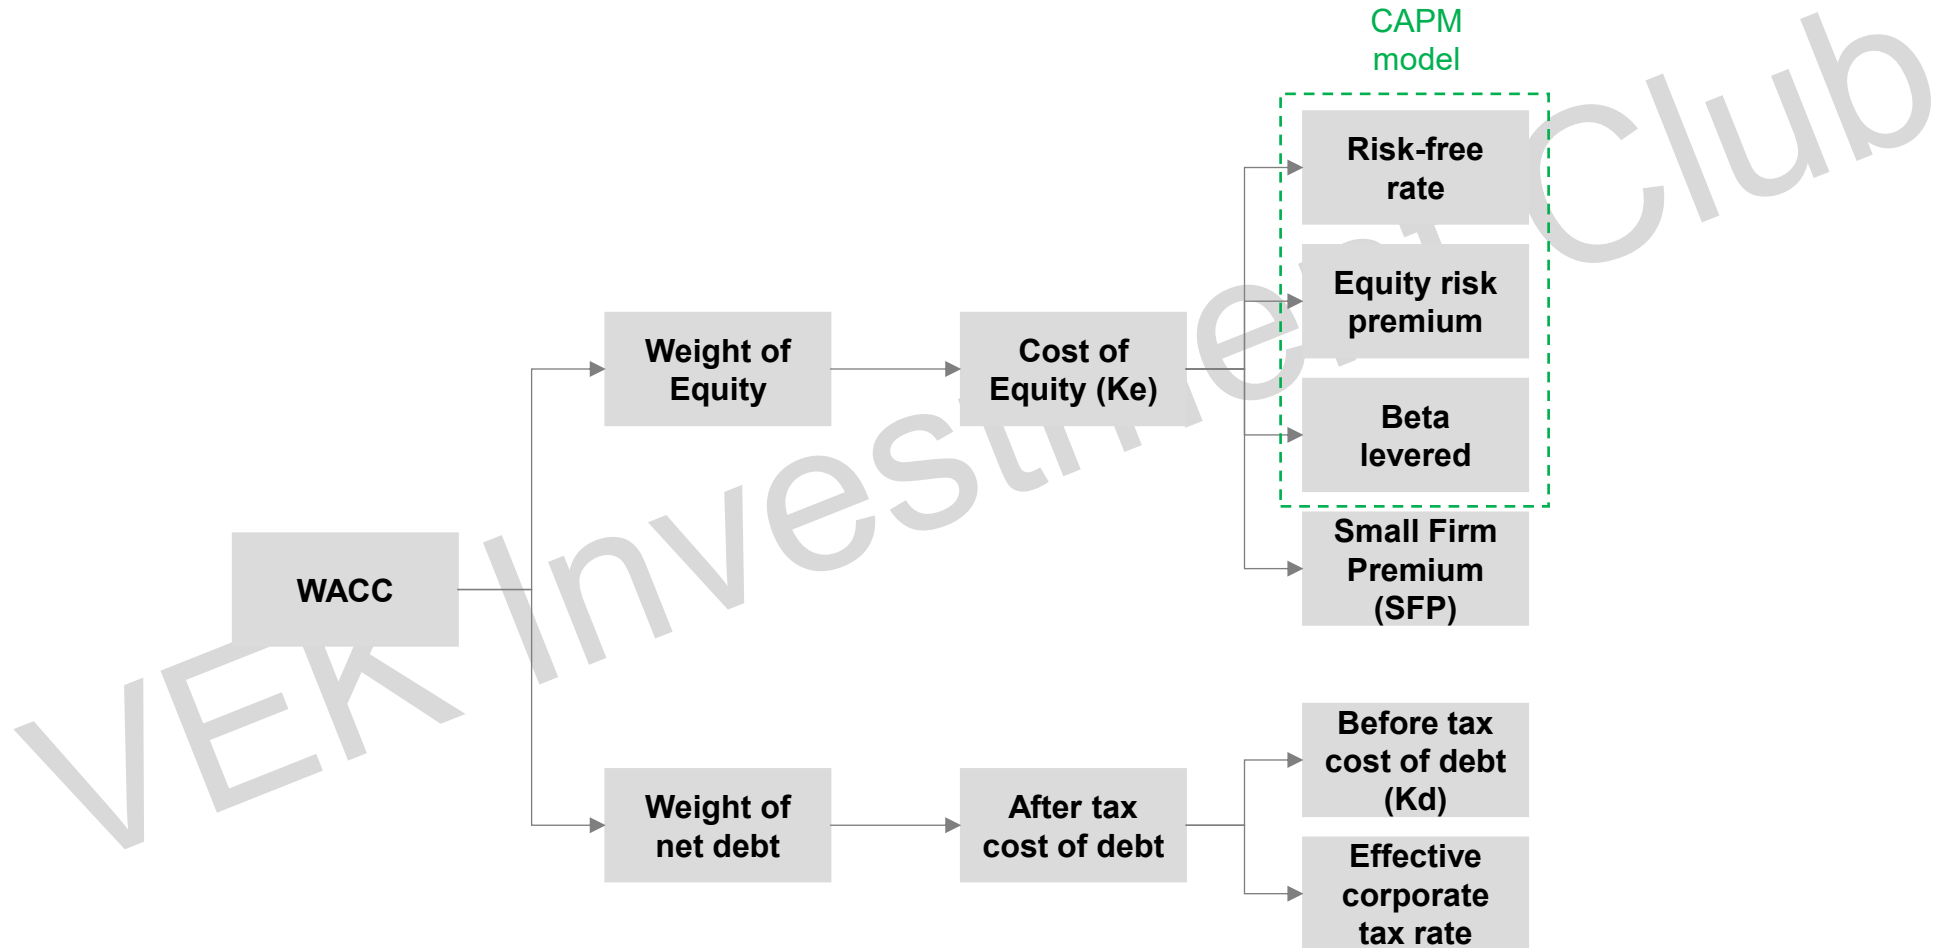 CAPM
model
Risk-free
rate
Equity risk
premium
Beta
levered
Small Firm
Premium
(SFP)
Weight of
Equity
Cost of
Equity (Ke)
WACC
Weight of
net debt
After tax
cost of debt
Before tax
cost of debt
(Kd)
Effective
corporate
tax rate
VEK Investment Club